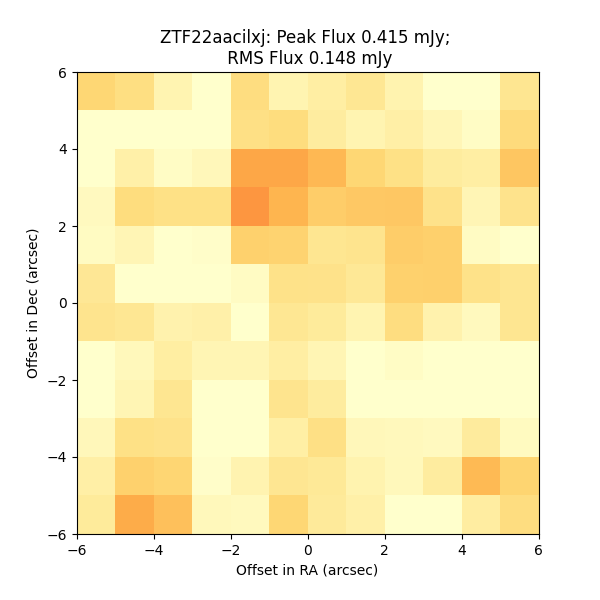 ZTF22aacilxj: Peak Flux 0.415 mJy;
RMS Flux 0.148 mJy
6
4
2
0
−2
−4
−6
Offset in Dec (arcsec)
−6 −4 −2 0 2 4 6
Offset in RA (arcsec)